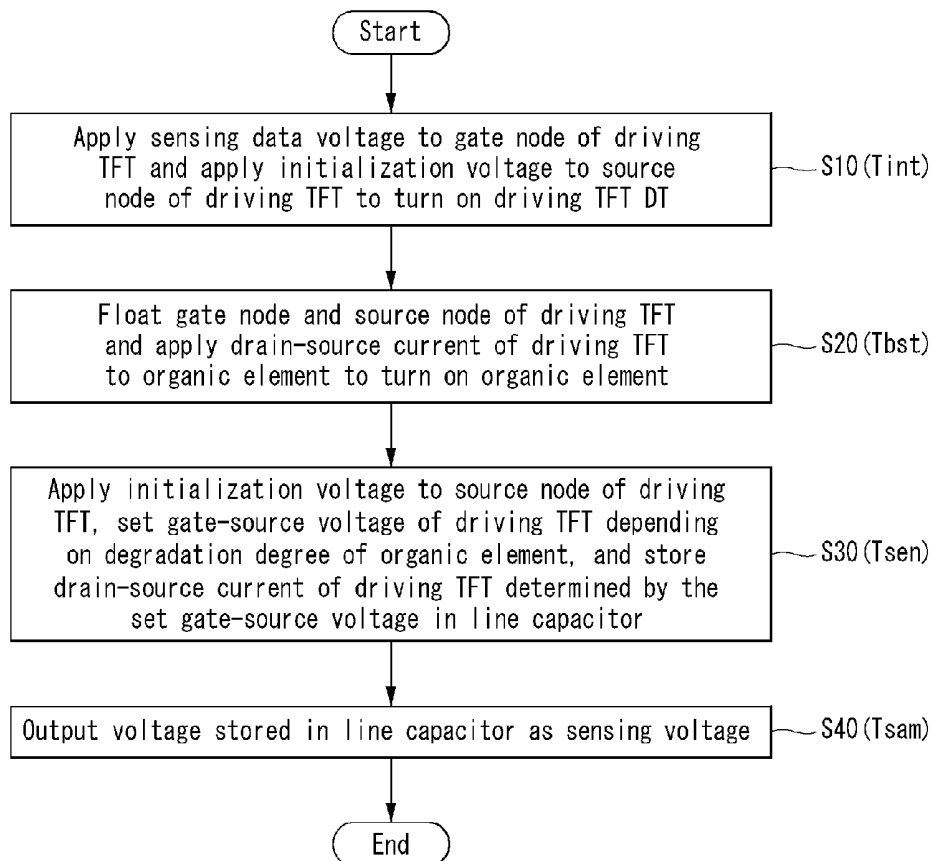 Start
Apply sensing data voltage to gate node of driving
TFT and apply initialization voltage to source
node of driving TFT to turn on driving TFT DT
S10(Tint)
Float gate node and source node of driving TFT
and apply drain-source current of driving TFT
to organic element to turn on organic element
S20(Tbst)
Apply initialization voltage to source node of driving
TFT, set gate-source voltage of driving TFT depending
on degradation degree of organic element, and store
drain-source current of driving TFT determined by the
set gate-source voltage in line capacitor
S30(Tsen)
Output voltage stored in line capacitor as sensing voltage
S40(Tsam)
End